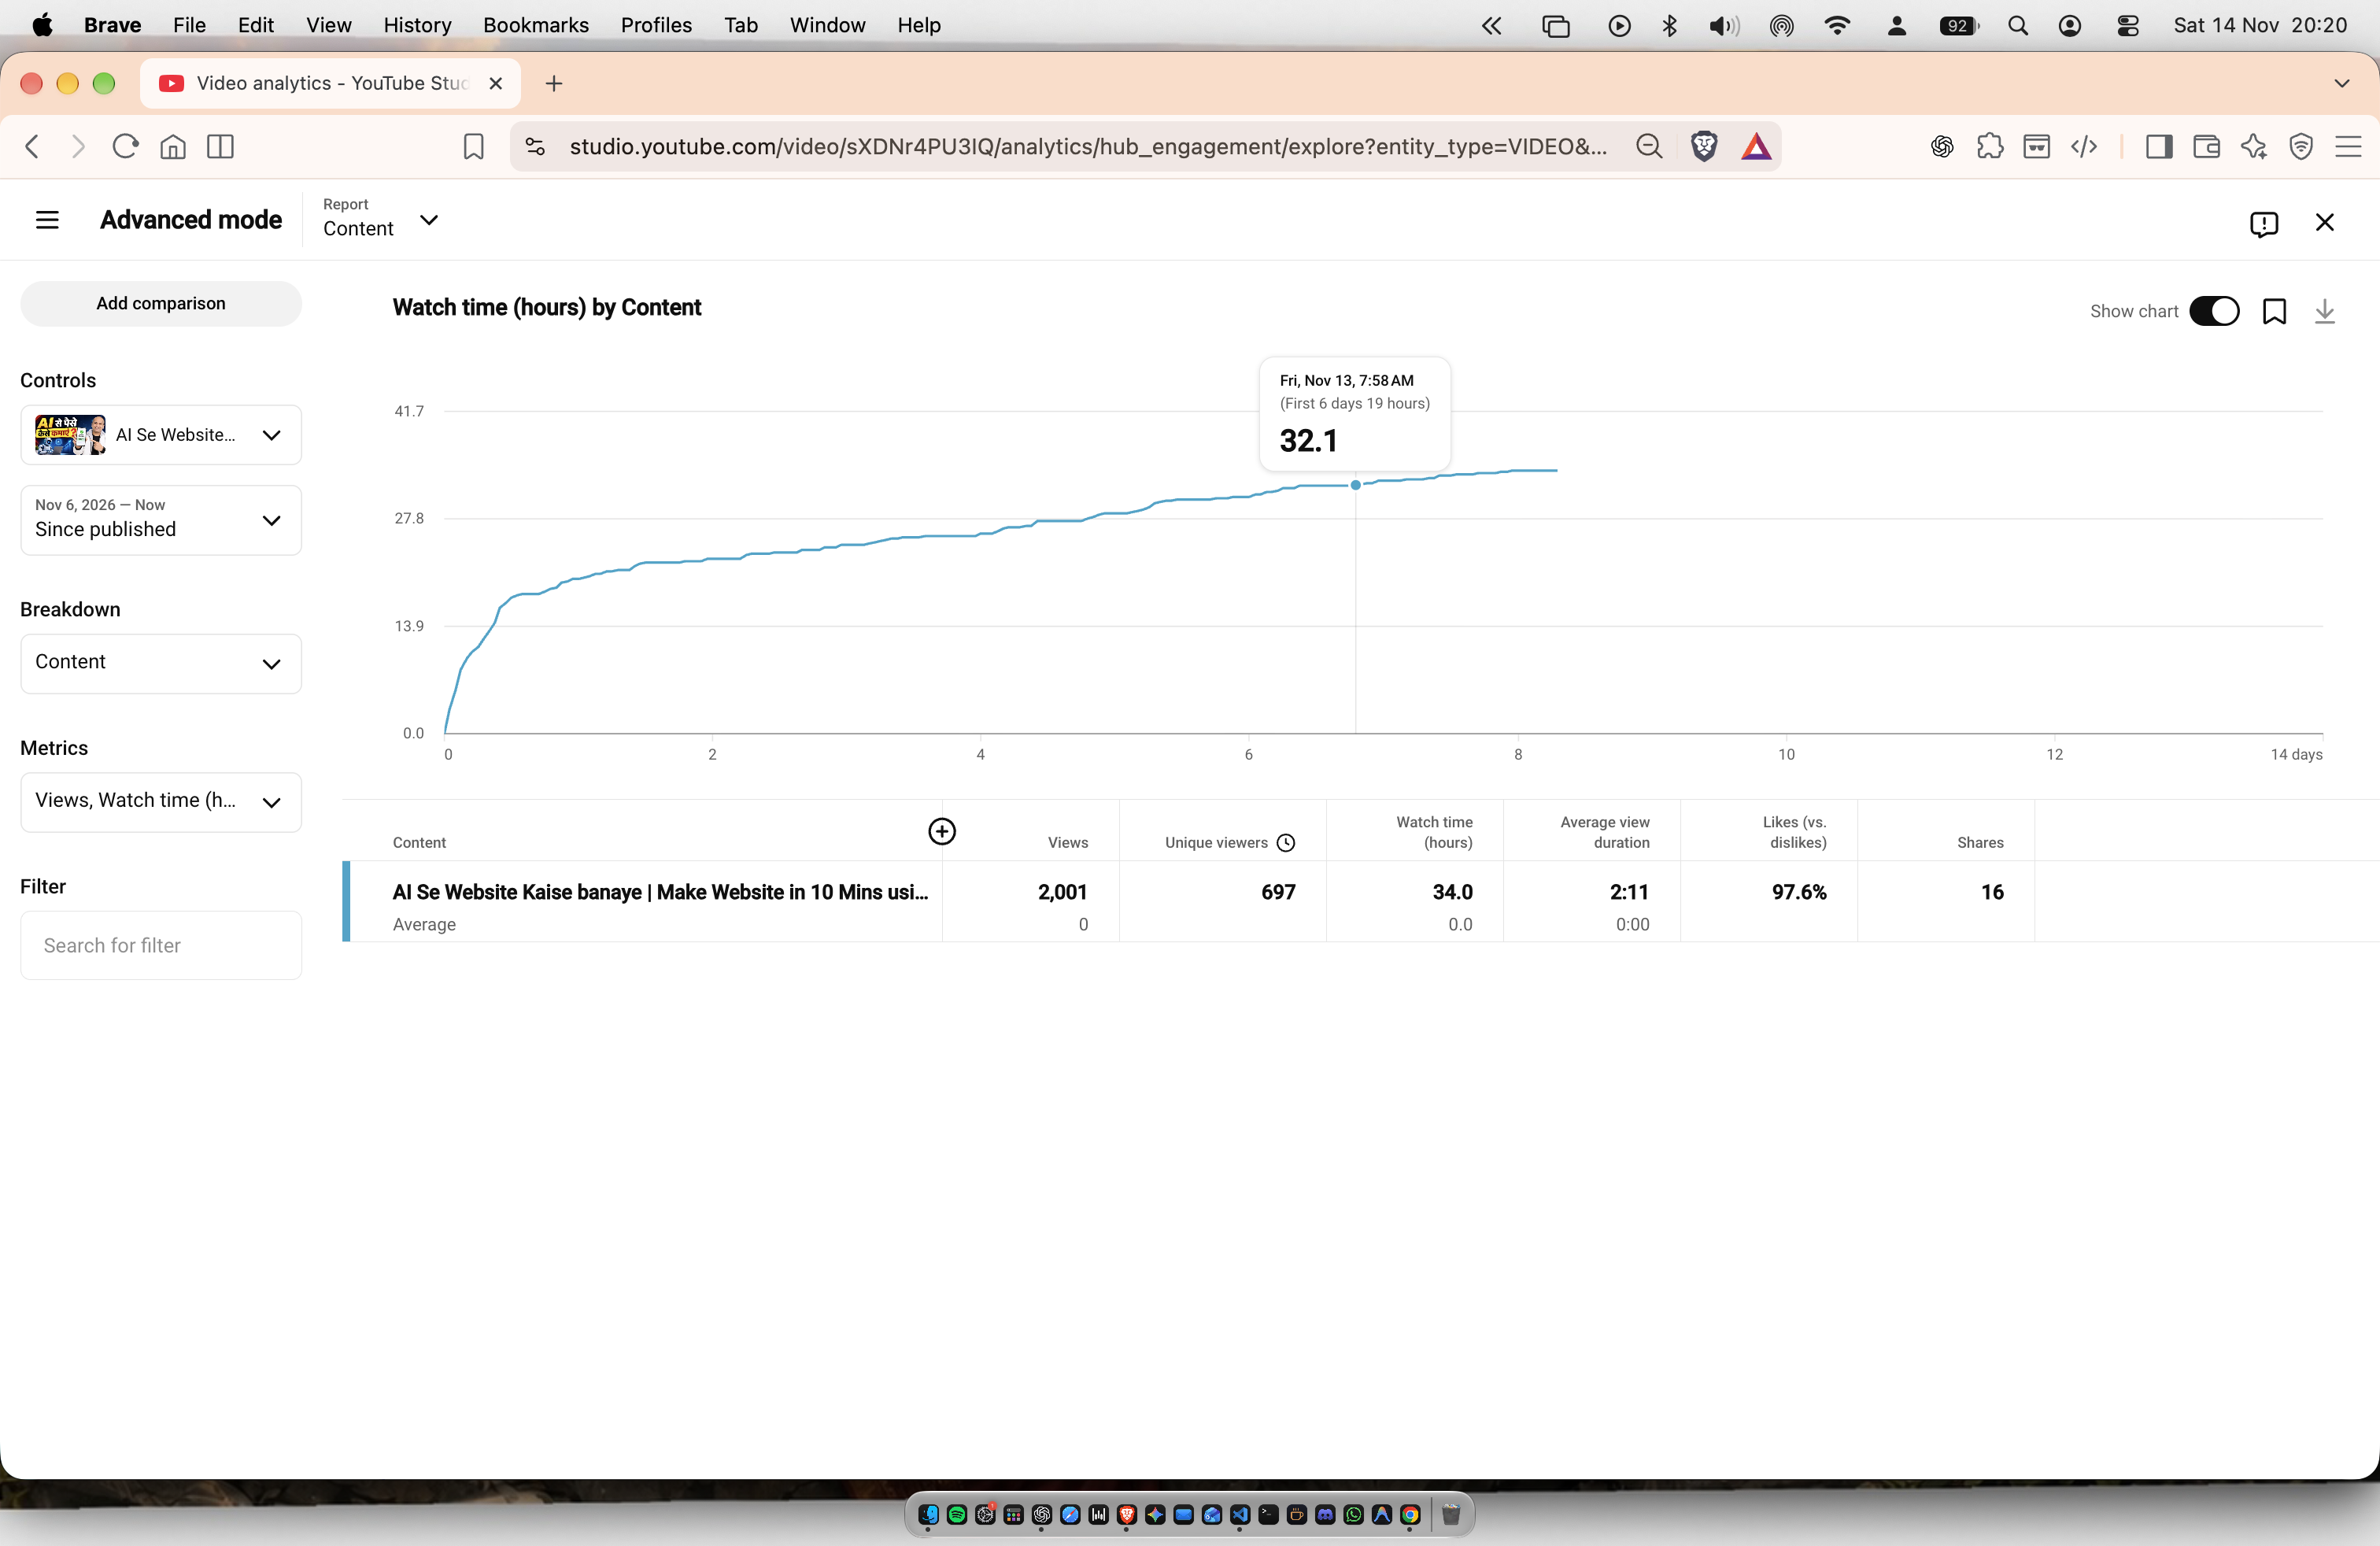 Brave File Edit View History Bookmarks Profiles Tab Window Help 92 Sat 14 Nov 20:20
Video analytics - YouTube Stuc
studio.youtube.com/video/sXDNr4PU3IQ/analytics/hub_engagement/explore?entity_type=VIDEO&...
Advanced mode
Report
Content
Add comparison
Controls
AI से पैसे
कैसे कमाएं ?
AI Se Website...
Nov 6, 2026 – Now
Since published
Breakdown
Content
Metrics
Views, Watch time (h...
Filter
Search for filter
Watch time (hours) by Content
Show chart
Fri, Nov 13, 7:58 AM
(First 6 days 19 hours)
32.1
41.7
27.8
13.9
0.0
0 2 4 6 8 10 12 14 days
Content Views Unique viewers Watch time (hours) Average view duration Likes (vs. dislikes) Shares
AI Se Website Kaise banaye | Make Website in 10 Mins usi... 2,001 697 34.0 2:11 97.6% 16
Average 0 0.0 0:00